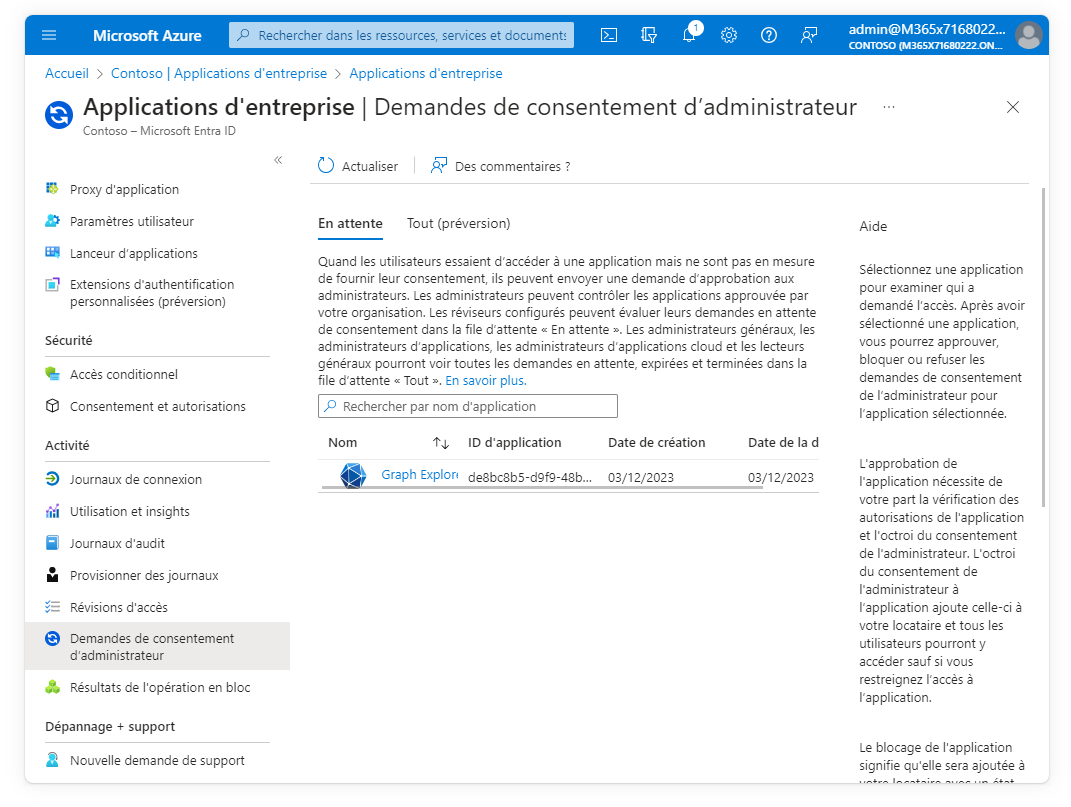 Microsoft Azure
Rechercher dans les ressources, services et documents
1
admin@M365x7168022...
CONTOSO (M365X71680222.ON...
Accueil > Contoso | Applications d'entreprise > Applications d'entreprise
Applications d'entreprise | Demandes de consentement d’administrateur ...
Contoso – Microsoft Entra ID
«
Proxy d'application
Paramètres utilisateur
Lanceur d'applications
Extensions d'authentification
personnalisées (préversion)
Sécurité
Accès conditionnel
Consentement et autorisations
Activité
Journaux de connexion
Utilisation et insights
Journaux d'audit
Provisionner des journaux
Révisions d'accès
Demandes de consentement
d’administrateur
Résultats de l’opération en bloc
Dépannage + support
Nouvelle demande de support
Actualiser
Des commentaires ?
En attente
Tout (préversion)
Quand les utilisateurs essaient d’accéder à une application mais ne sont pas en mesure
de fournir leur consentement, ils peuvent envoyer une demande d’approbation aux
administrateurs. Les administrateurs peuvent contrôler les applications approuvée par
votre organisation. Les réviseurs configurés peuvent évaluer leurs demandes en attente
de consentement dans la file d’attente « En attente ». Les administrateurs généraux, les
administrateurs d’applications, les administrateurs d’applications cloud et les lecteurs
généraux pourront voir toutes les demandes en attente, expirées et terminées dans la
file d’attente « Tout ». En savoir plus.
Rechercher par nom d'application
Nom ↑↓ ID d'application Date de création Date de la d
Graph Explore de8bc8b5-d9f9-48b... 03/12/2023 03/12/2023
Aide
Sélectionnez une application
pour examiner qui a
demandé l’accès. Après avoir
sélectionné une application,
vous pourrez approuver,
bloquer ou refuser les
demandes de consentement
de l’administrateur pour
l’application sélectionnée.
L'approbation de
l'application nécessite de
votre part la vérification des
autorisations de l'application
et l'octroi du consentement
de l'administrateur. L'octroi
du consentement de
l'administrateur à
l’application ajoute celle-ci à
votre locataire et tous les
utilisateurs pourront y
accéder sauf si vous
restreignez l’accès à
l’application.
Le blocage de l'application
signifie qu'elle sera ajoutée à
votre locataire avec un état